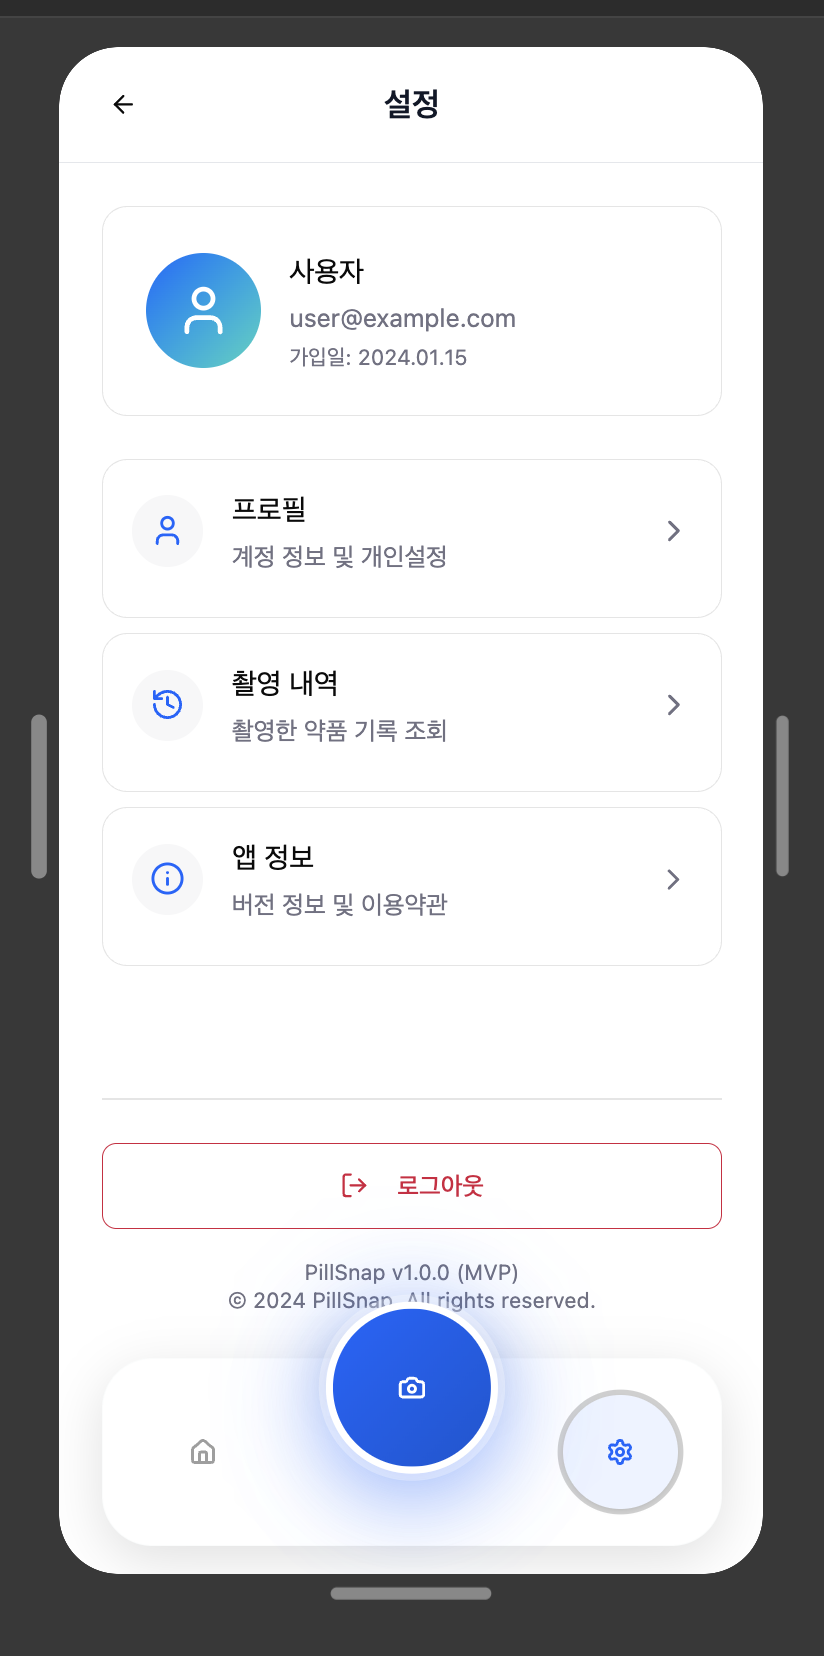 설정
사용자
user@example.com
가입일: 2024.01.15
프로필
계정 정보 및 개인설정
촬영 내역
촬영한 약품 기록 조회
앱 정보
버전 정보 및 이용약관
로그아웃
PillSnap v1.0.0 (MVP)
© 2024 PillSnap. All rights reserved.